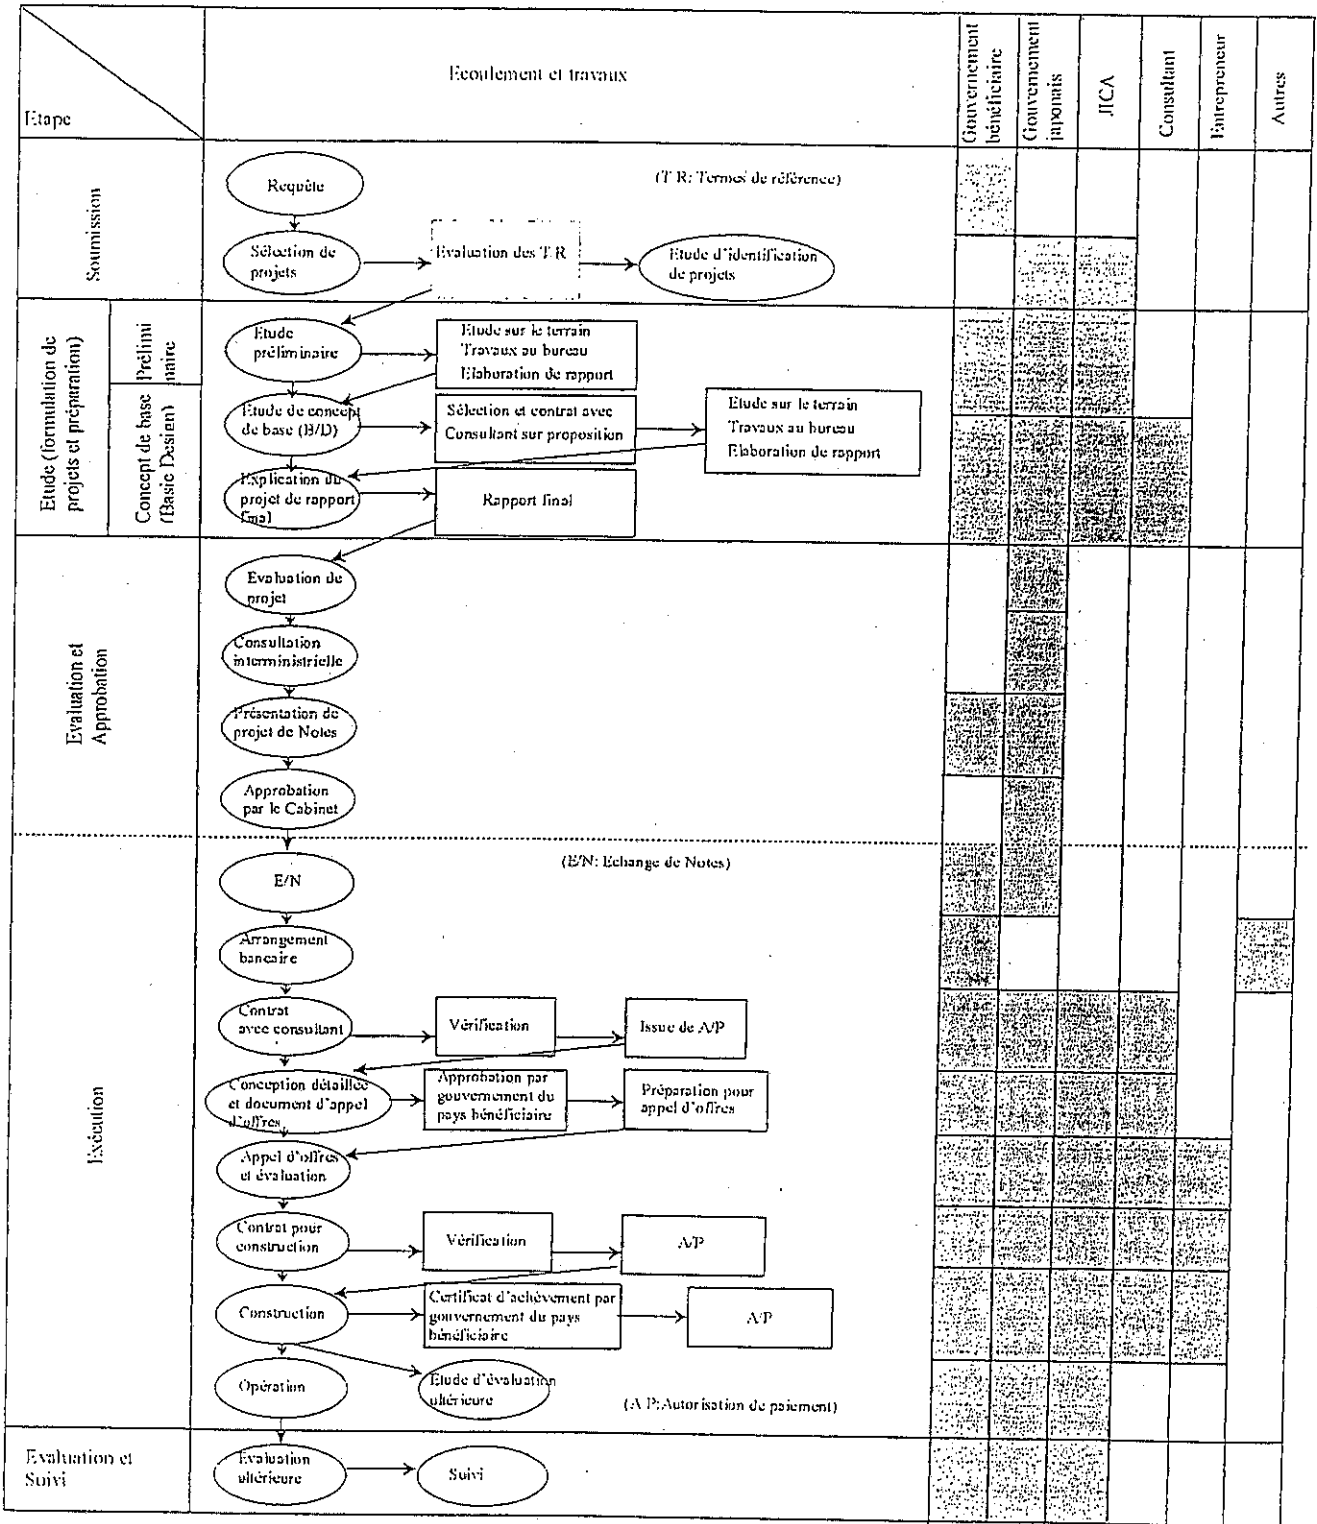 Etape
Ecoulement et travaux
Gouvernement
bénéficiaire
Gouvernement
japonais
JICA
Consultant
Entrepreneur
Autres
Soumission
Requête
(T R: Termes de référence)
Sélection de
projets
Evaluation des T R
Etude d'identification
de projets
Etude (formulation de
projets et préparation)
Prélimi
naire
Etude
préliminaire
Etude sur le terrain
Travaux au bureau
Elaboration de rapport
Concept de base
(Basic Design)
Etude de concept
de base (B/D)
Sélection et contrat avec
Consultant sur proposition
Etude sur le terrain
Travaux au bureau
Elaboration de rapport
Explication du
projet de rapport
final
Rapport final
Evaluation et
Approbation
Evaluation de
projet
Consultation
interministrielle
Présentation de
projet de Notes
Approbation
par le Cabinet
Exécution
E/N
(E/N: Echange de Notes)
Arrangement
bancaire
Contrat
avec consultant
Vérification
Issue de A/P
Conception détaillée
et document d'appel
d'offres
Approbation par
gouvernement du
pays bénéficiaire
Préparation pour
appel d'offres
Appel d'offres
et évaluation
Contrat pour
construction
Vérification
A/P
Construction
Certificat d'achèvement par
gouvernement du pays
bénéficiaire
A/P
Opération
Etude d'évaluation
ultérieure
(A P:Autorisation de paiement)
Evaluation et
Suivi
Evaluation
ultérieure
Suivi